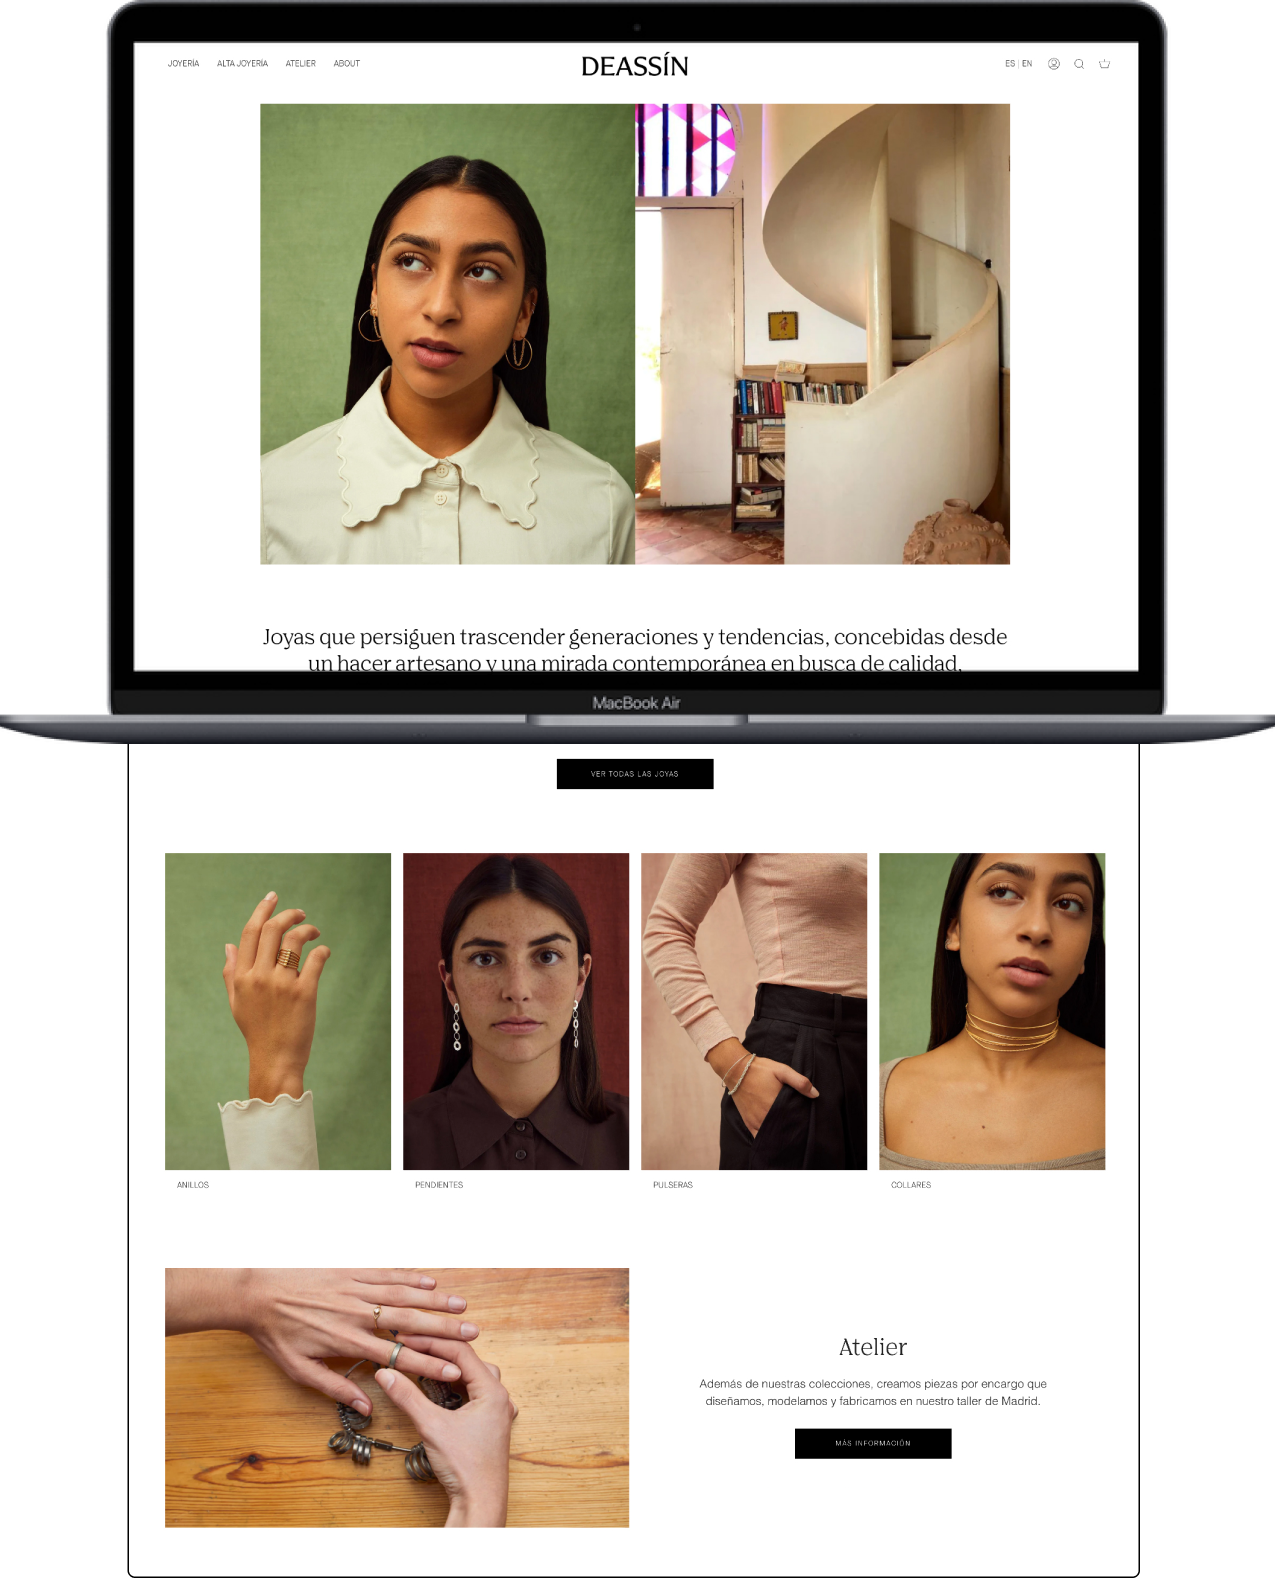 JOYERÍA ALTA JOYERÍA ATELIER ABOUT DEASSÍN ES | EN
Joyas que persiguen trascender generaciones y tendencias, concebidas desde
un hacer artesano y una mirada contemporánea en busca de calidad,
MacBook Air
VER TODAS LAS JOYAS
ANILLOS PENDIENTES PULSERAS COLLARES
Atelier
Además de nuestras colecciones, creamos piezas por encargo que
diseñamos, modelamos y fabricamos en nuestro taller de Madrid.
MÁS INFORMACIÓN